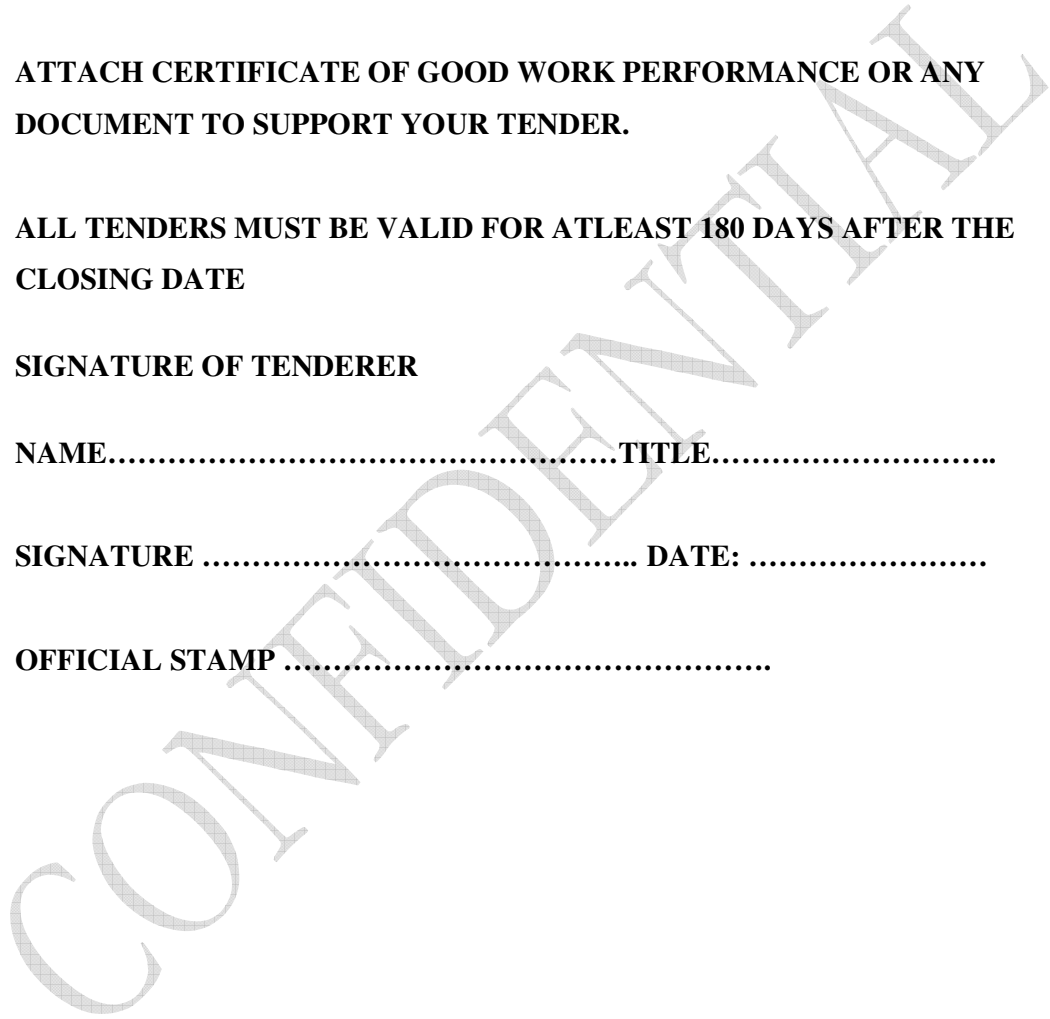 ATTACH CERTIFICATE OF GOOD WORK PERFORMANCE OR ANY
DOCUMENT TO SUPPORT YOUR TENDER.
ALL TENDERS MUST BE VALID FOR ATLEAST 180 DAYS AFTER THE
CLOSING DATE
SIGNATURE OF TENDERER
NAME……………………………………………TITLE………………………..
SIGNATURE …………………………………….. DATE: ……………………
OFFICIAL STAMP ………………………………………….
CONFIDENTIAL